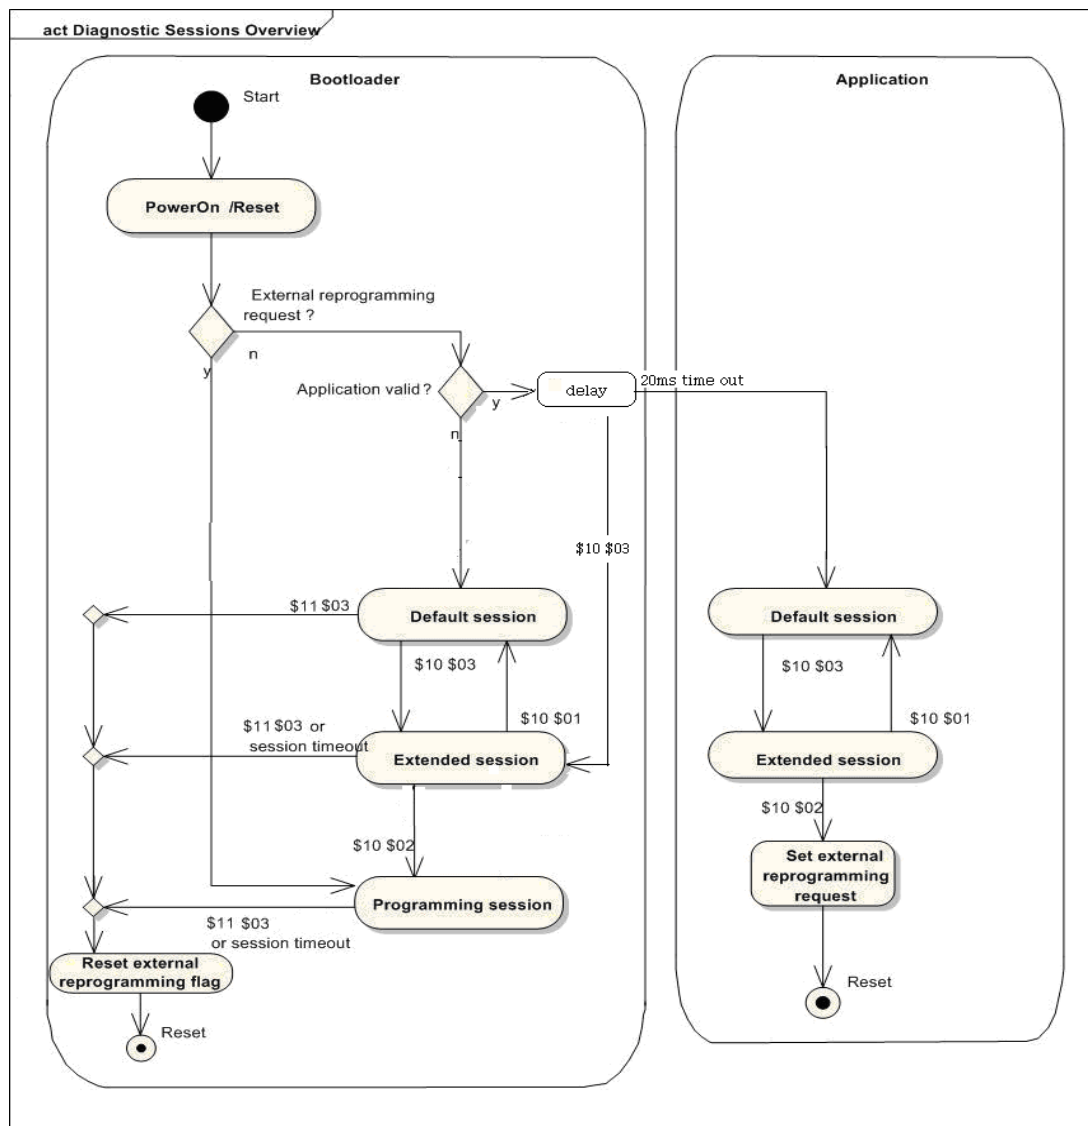 act Diagnostic Sessions Overview
Bootloader
Application
Start
PowerOn /Reset
External reprogramming
request ?
n
y
Application valid ?
y
n
delay
20ms time out
$10 $03
Default session
$11 $03
$10 $03
$10 $01
$11 $03 or
session timeout
Extended session
$10 $02
Programming session
$11 $03
or session timeout
Reset external
reprogramming flag
Reset
Default session
$10 $03
$10 $01
Extended session
$10 $02
Set external
reprogramming
request
Reset